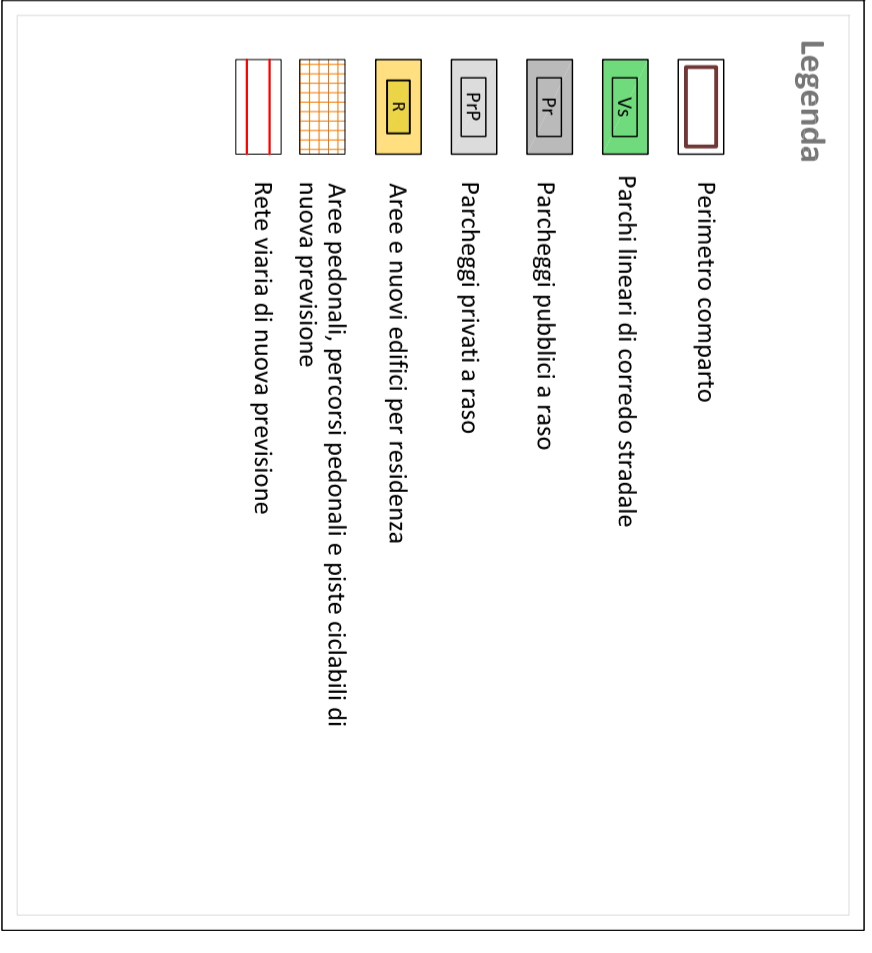 Legenda
Perimetro comparto
Vs
Parchi lineari di corredo stradale
Pr
Parcheggi pubblici a raso
PrP
Parcheggi privati a raso
R
Aree e nuovi edifici per residenza
Aree pedonali, percorsi pedonali e piste ciclabili di
nuova previsione
Rete viaria di nuova previsione